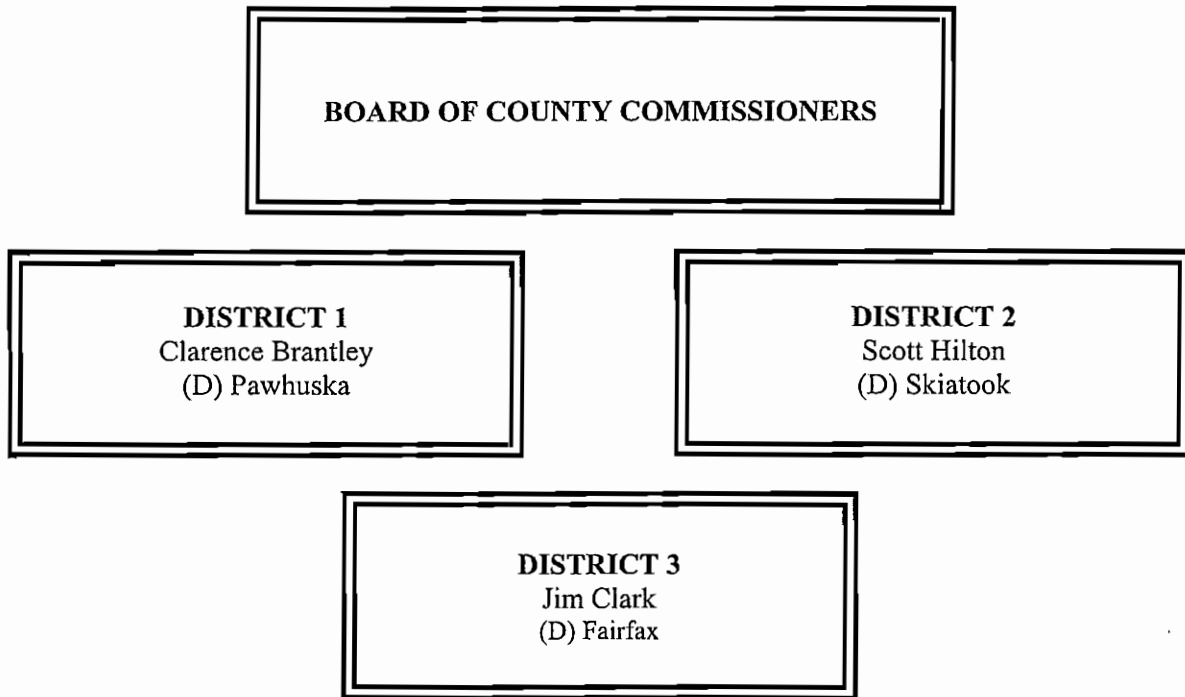 BOARD OF COUNTY COMMISSIONERS
DISTRICT 1
Clarence Brantley
(D) Pawhuska
DISTRICT 2
Scott Hilton
(D) Skiatook
DISTRICT 3
Jim Clark
(D) Fairfax